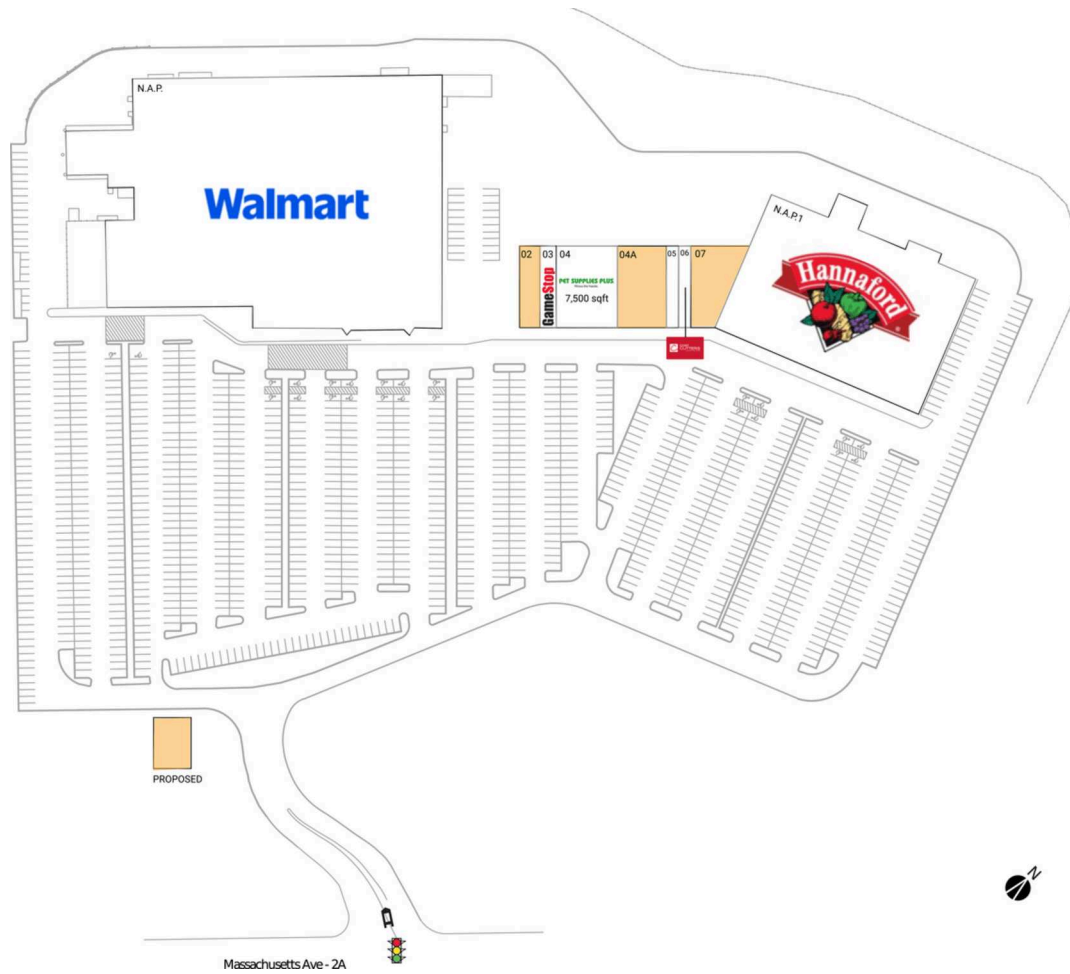 N.A.P.
Walmart
N.A.P.1
Hannaford
02
03
04
04A
05
06
07
GameStop
PET SUPPLIES PLUS
7,500 sqft
PROPOSED
N
Massachusetts Ave - 2A